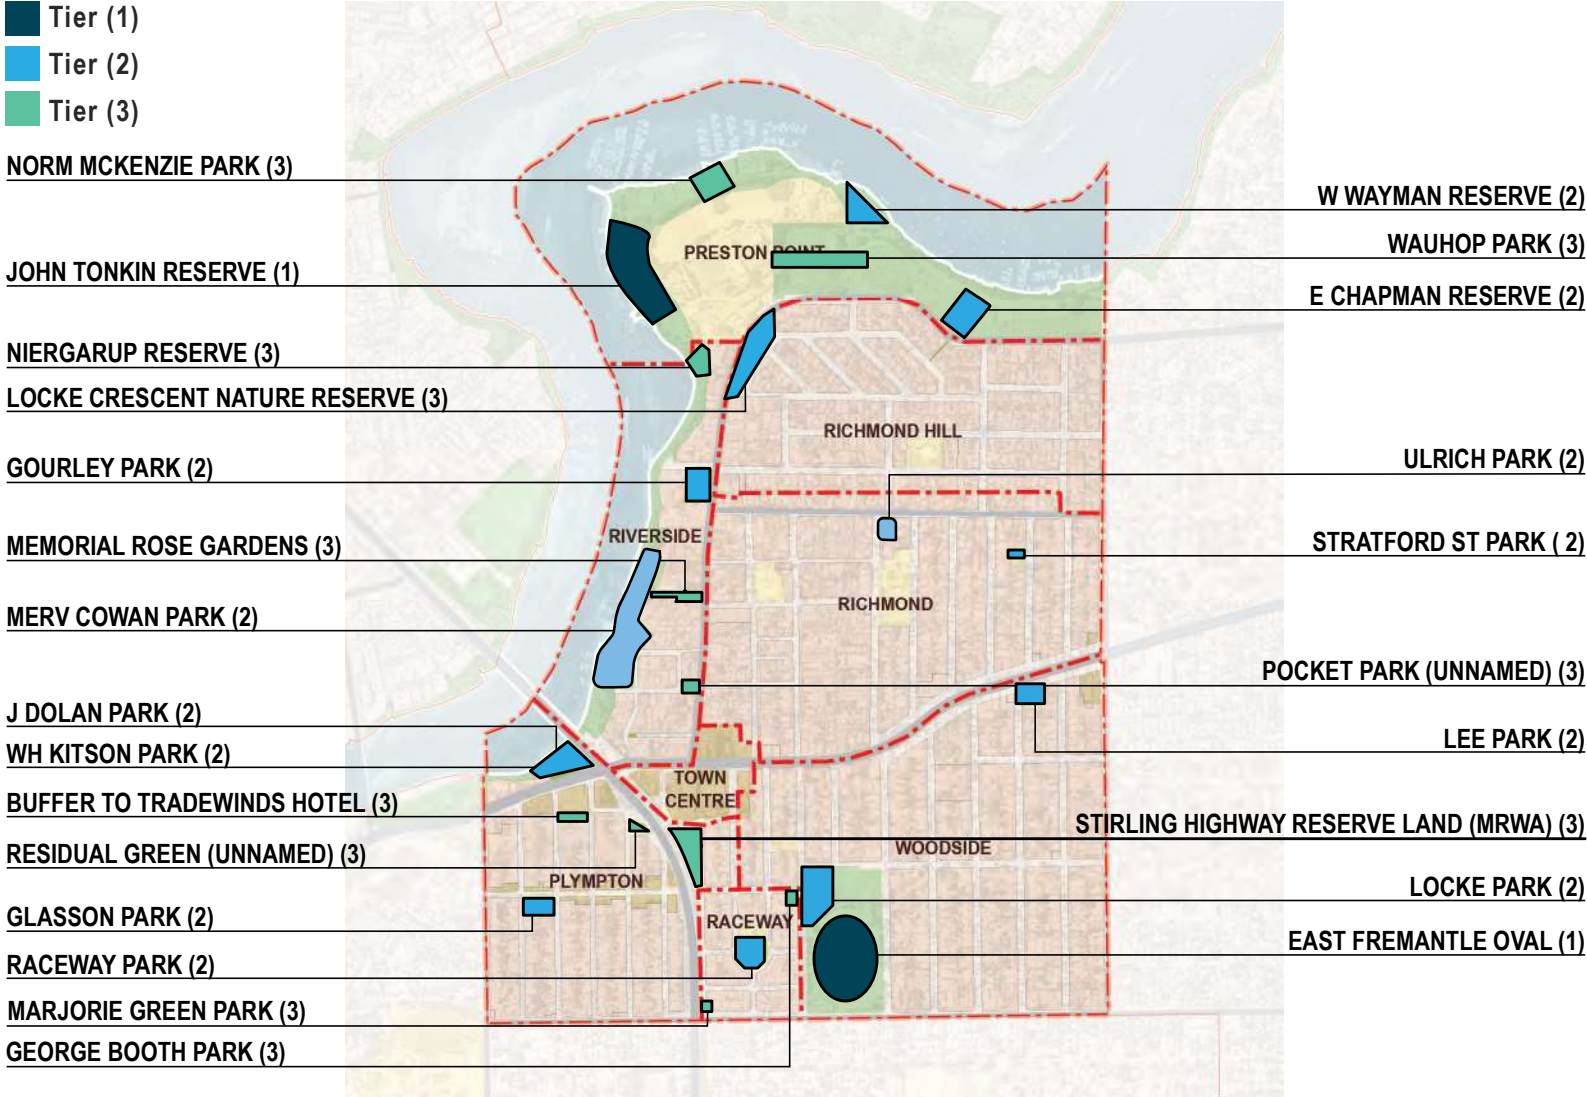 Tier (1)
Tier (2)
Tier (3)
NORM MCKENZIE PARK (3)
JOHN TONKIN RESERVE (1)
NIERGARUP RESERVE (3)
LOCKE CRESCENT NATURE RESERVE (3)
GOURLEY PARK (2)
MEMORIAL ROSE GARDENS (3)
MERV COWAN PARK (2)
J DOLAN PARK (2)
WH KITSON PARK (2)
BUFFER TO TRADEWINDS HOTEL (3)
RESIDUAL GREEN (UNNAMED) (3)
GLASSON PARK (2)
RACEWAY PARK (2)
MARJORIE GREEN PARK (3)
GEORGE BOOTH PARK (3)
PRESTON POINT
RICHMOND HILL
RIVERSIDE
RICHMOND
TOWN
CENTRE
WOODSIDE
PLYMPTON
RACEWAY
W WAYMAN RESERVE (2)
WAUHOP PARK (3)
E CHAPMAN RESERVE (2)
ULRICH PARK (2)
STRATFORD ST PARK ( 2)
POCKET PARK (UNNAMED) (3)
LEE PARK (2)
STIRLING HIGHWAY RESERVE LAND (MRWA) (3)
LOCKE PARK (2)
EAST FREMANTLE OVAL (1)